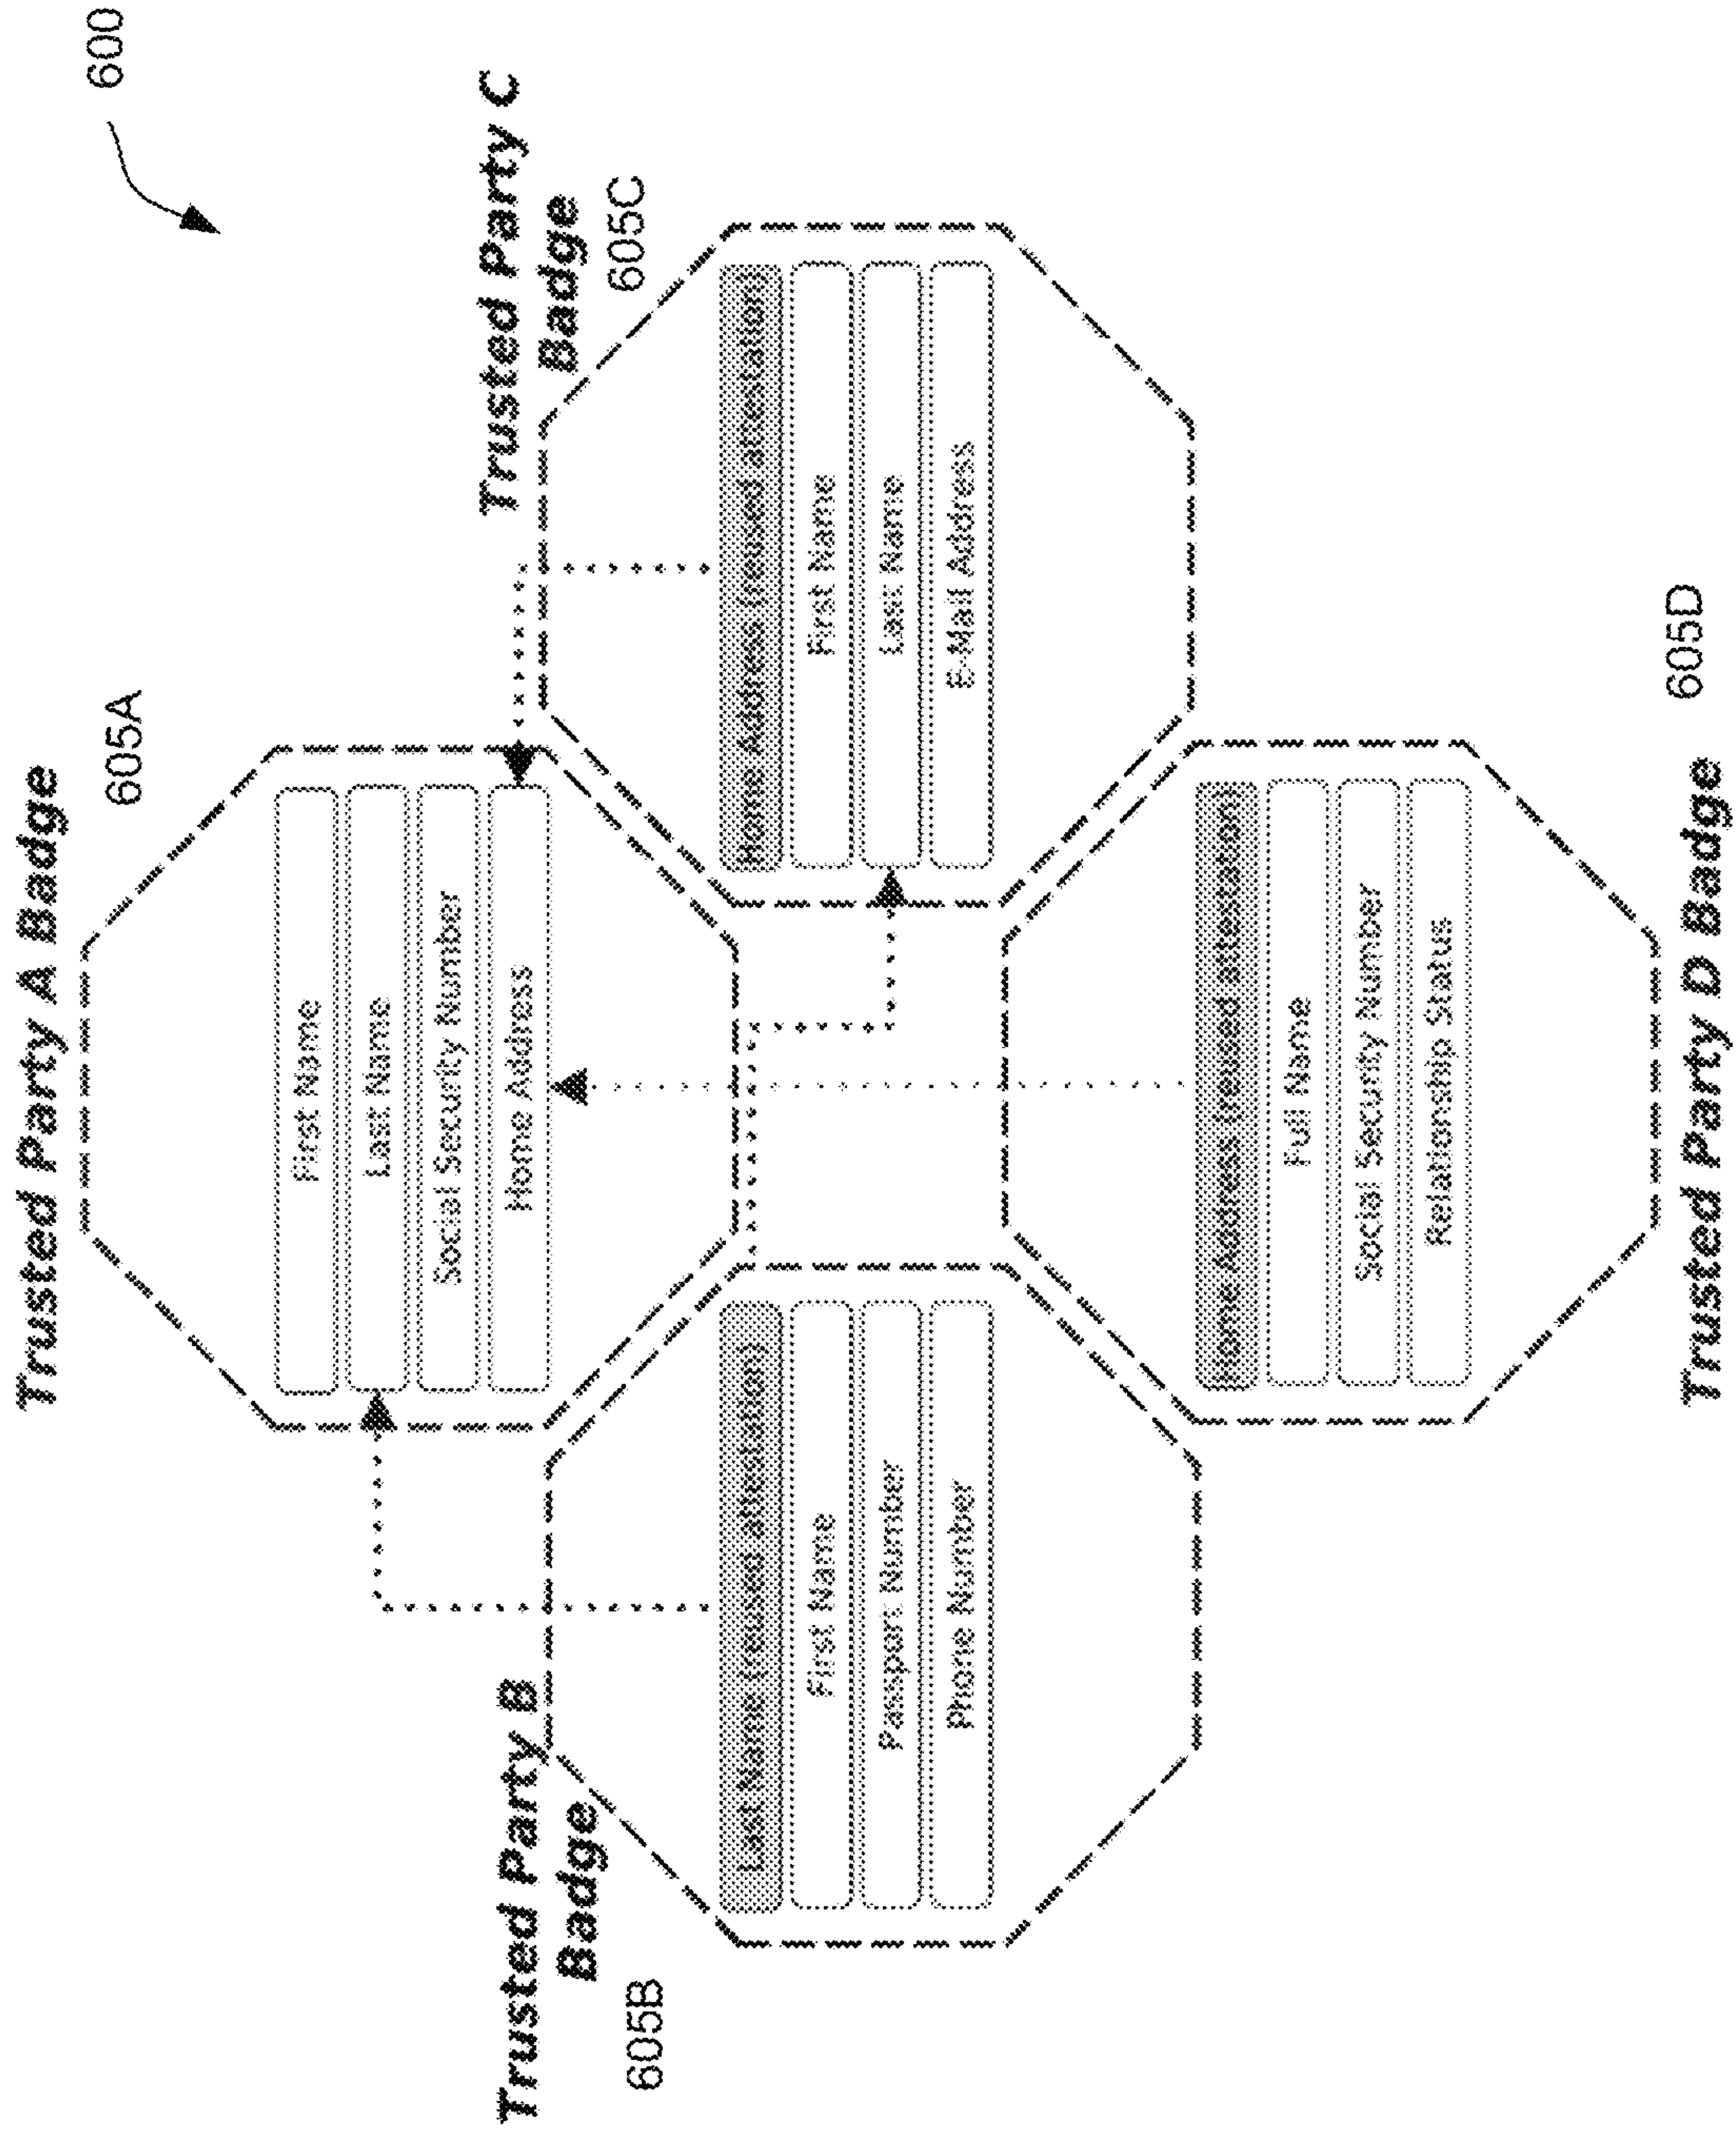 600
Trusted Party A Badge
605A
First Name
Last Name
Social Security Number
Home Address
Trusted Party B
Badge
605B
Last Name (reused attestation)
First Name
Passport Number
Phone Number
Trusted Party C
Badge
605C
Home Address (reused attestation)
First Name
Last Name
E-Mail Address
Home Address (reused attestation)
Full Name
Social Security Number
Relationship Status
605D
Trusted Party D Badge